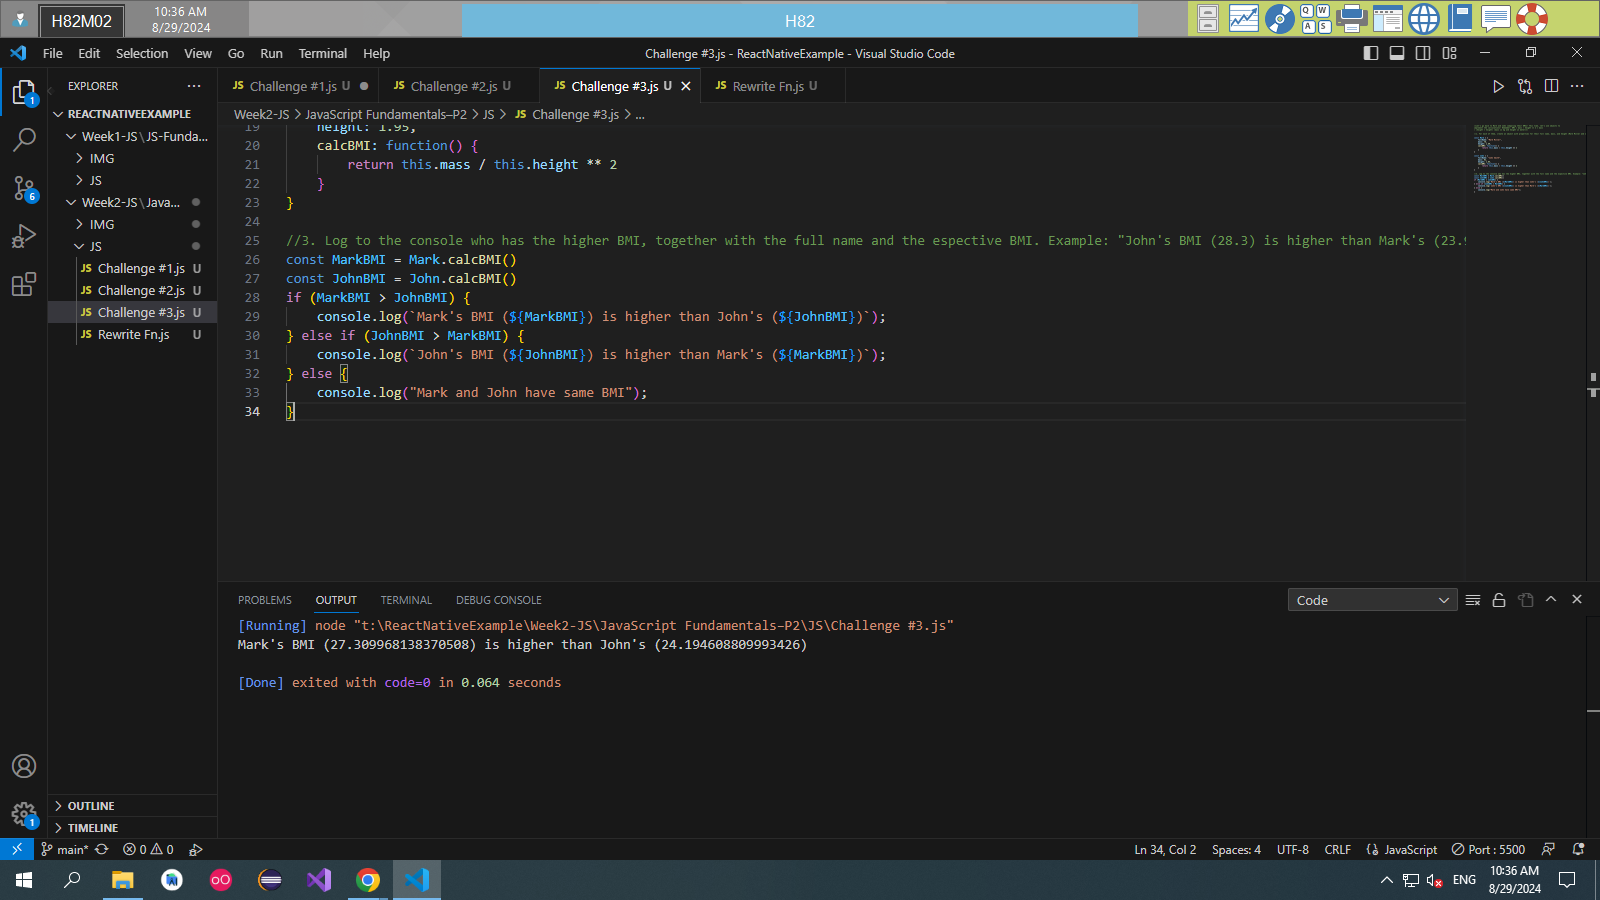 H82M02
10:36 AM
8/29/2024
H82
Q W
A S
File Edit Selection View Go Run Terminal Help
Challenge #3.js - ReactNativeExample - Visual Studio Code
EXPLORER
REACTNATIVEEXAMPLE
Week1-JS\JS-Funda...
IMG
JS
Week2-JS\Java...
IMG
JS
JS Challenge #1.js U
JS Challenge #2.js U
JS Challenge #3.js U
JS Rewrite Fn.js U
OUTLINE
TIMELINE
1
6
1
JS Challenge #1.js U
JS Challenge #2.js U
JS Challenge #3.js U
JS Rewrite Fn.js U
Week2-JS > JavaScript Fundamentals–P2 > JS > JS Challenge #3.js > ...
19 height: 1.95,
20 calcBMI: function() {
21 return this.mass / this.height ** 2
22 }
23 }
24
25 //3. Log to the console who has the higher BMI, together with the full name and the espective BMI. Example: "John's BMI (28.3) is higher than Mark's (23.9
26 const MarkBMI = Mark.calcBMI()
27 const JohnBMI = John.calcBMI()
28 if (MarkBMI > JohnBMI) {
29 console.log(`Mark's BMI (${MarkBMI}) is higher than John's (${JohnBMI})`);
30 } else if (JohnBMI > MarkBMI) {
31 console.log(`John's BMI (${JohnBMI}) is higher than Mark's (${MarkBMI})`);
32 } else {
33 console.log("Mark and John have same BMI");
34 }
PROBLEMS OUTPUT TERMINAL DEBUG CONSOLE
Code
[Running] node "t:\ReactNativeExample\Week2-JS\JavaScript Fundamentals–P2\JS\Challenge #3.js"
Mark's BMI (27.309968138370508) is higher than John's (24.194608809993426)
[Done] exited with code=0 in 0.064 seconds
main* 0 0
Ln 34, Col 2 Spaces: 4 UTF-8 CRLF JavaScript Port : 5500
ENG
10:36 AM
8/29/2024